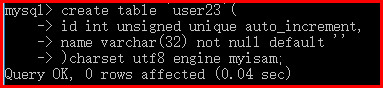 mysql> create table `user23`(
    -> id int unsigned unique auto_increment,
    -> name varchar(32) not null default ''
    -> )charset utf8 engine myisam;
Query OK, 0 rows affected (0.04 sec)